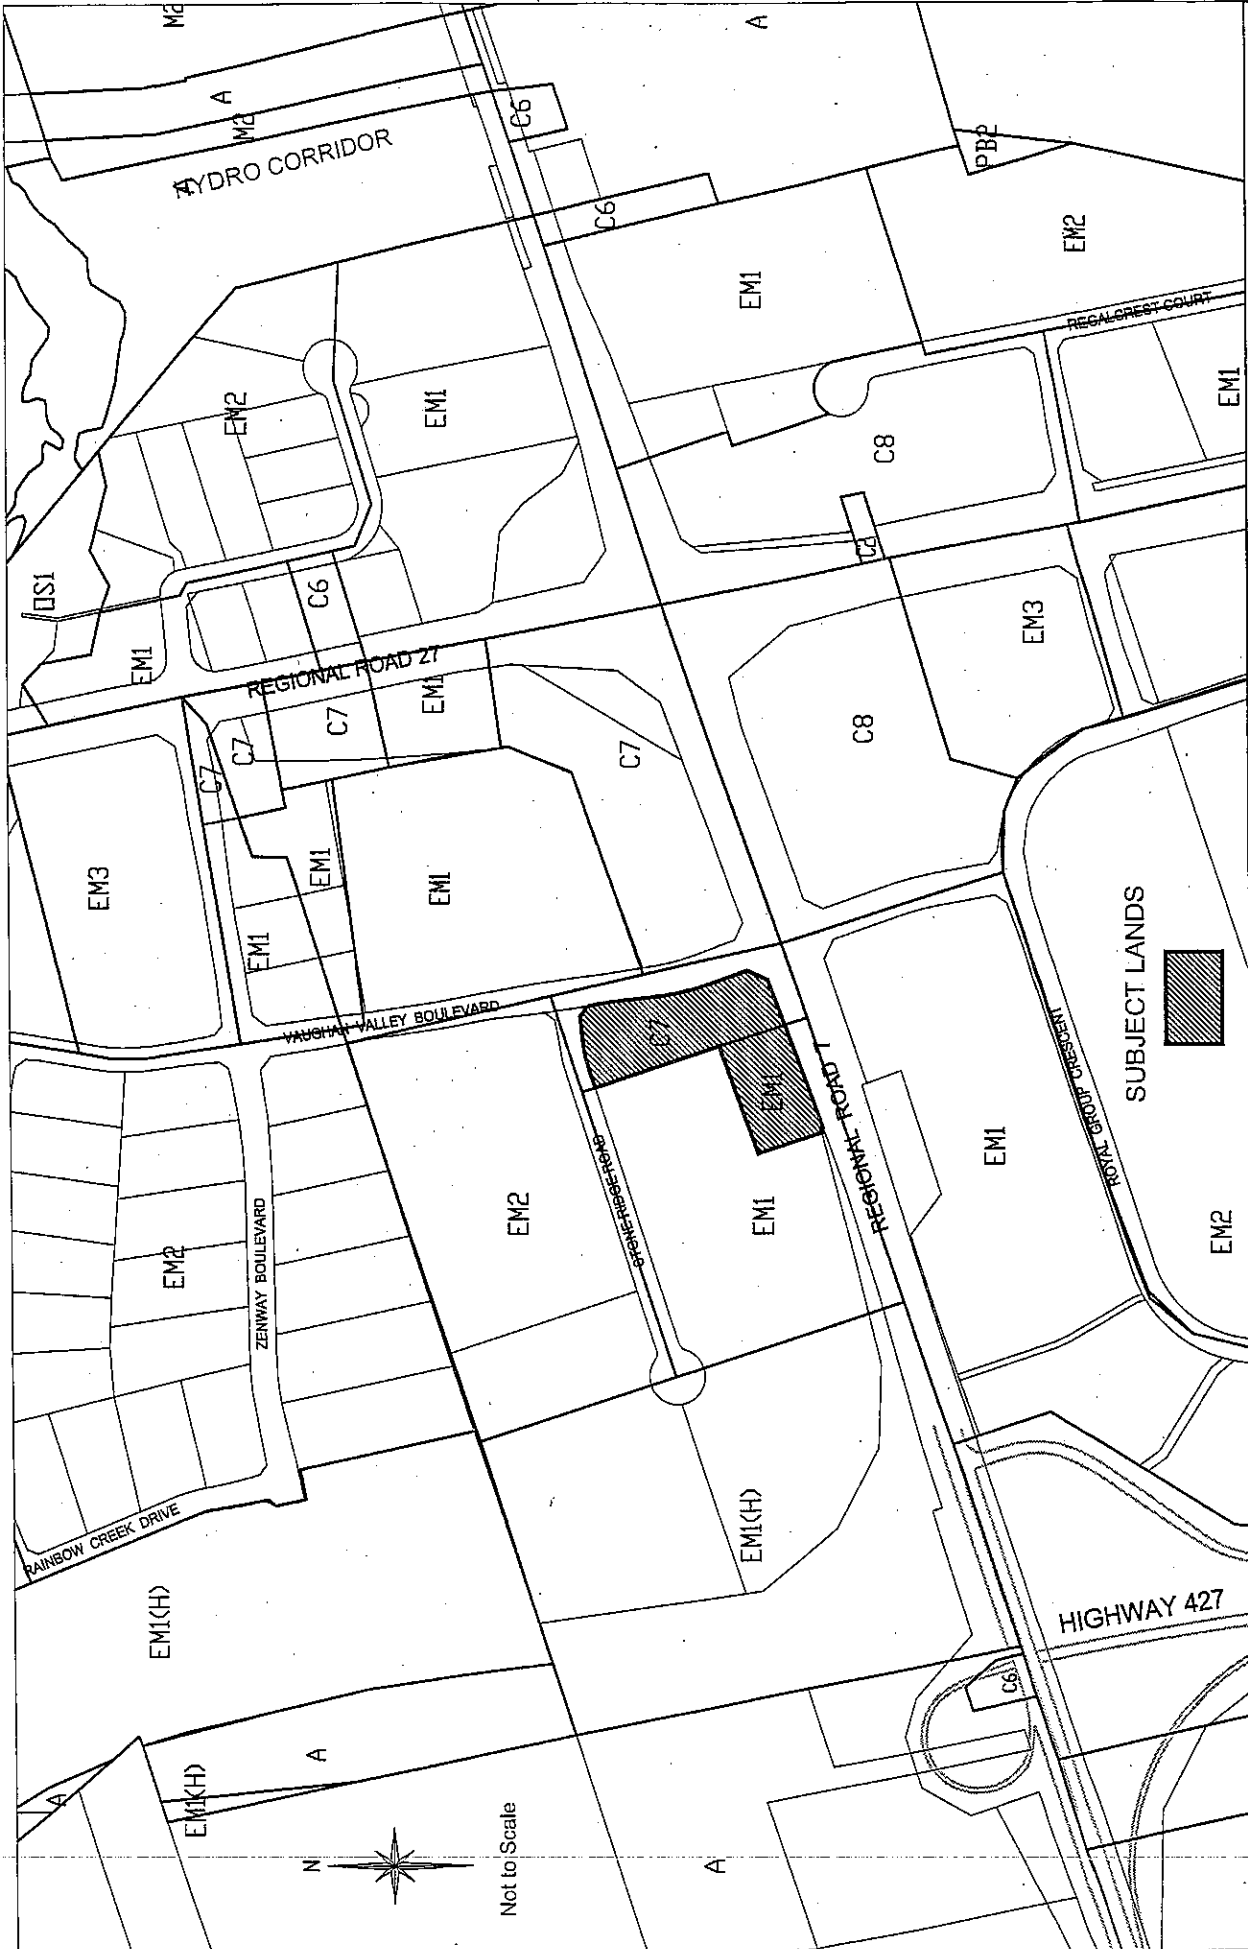 M2
A
A
M2
HYDRO CORRIDOR
A
C6
C6
PB2
EM2
EM1
REGALCREST COURT
EM2
EM1
EM1
C8
C2
OS1
C6
EM3
EM1
REGIONAL ROAD 27
EM1
C7
C7
C7
C7
C8
EM3
EM1
EM1
EM1
VAUGHAN VALLEY BOULEVARD
C7
EM1
SUBJECT LANDS
REGIONAL ROAD 7
ROYAL GROUP CRESCENT
EM1
EM2
STONE RIDGE ROAD
EM2
EM1
EM2
ZENWAY BOULEVARD
RAINBOW CREEK DRIVE
EM1(H)
EM1(H)
HIGHWAY 427
C6
A
A
EM1(H)
N
Not to Scale
A